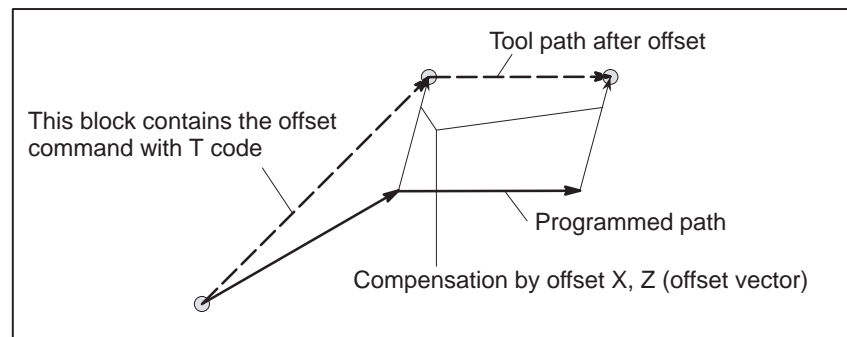 Tool path after offset
This block contains the offset
command with T code
Programmed path
Compensation by offset X, Z (offset vector)